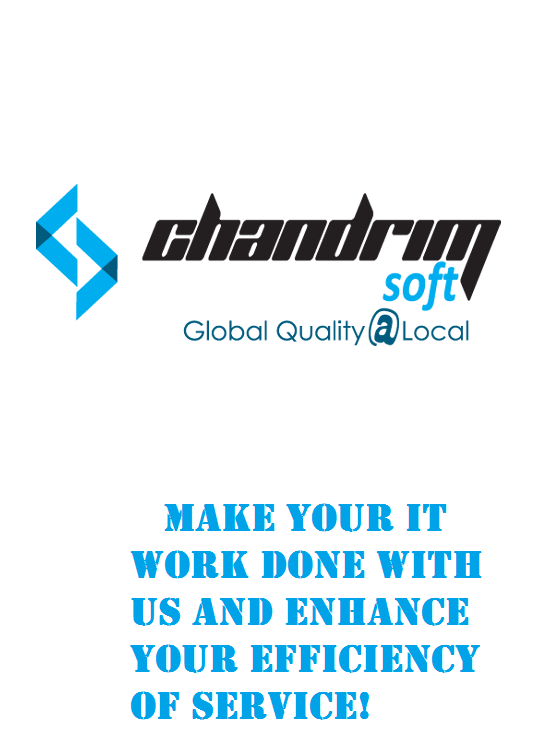 chandrim
soft
Global Quality@Local
MAKE YOUR IT
WORK DONE WITH
US AND ENHANCE
YOUR EFFICIENCY
OF SERVICE!